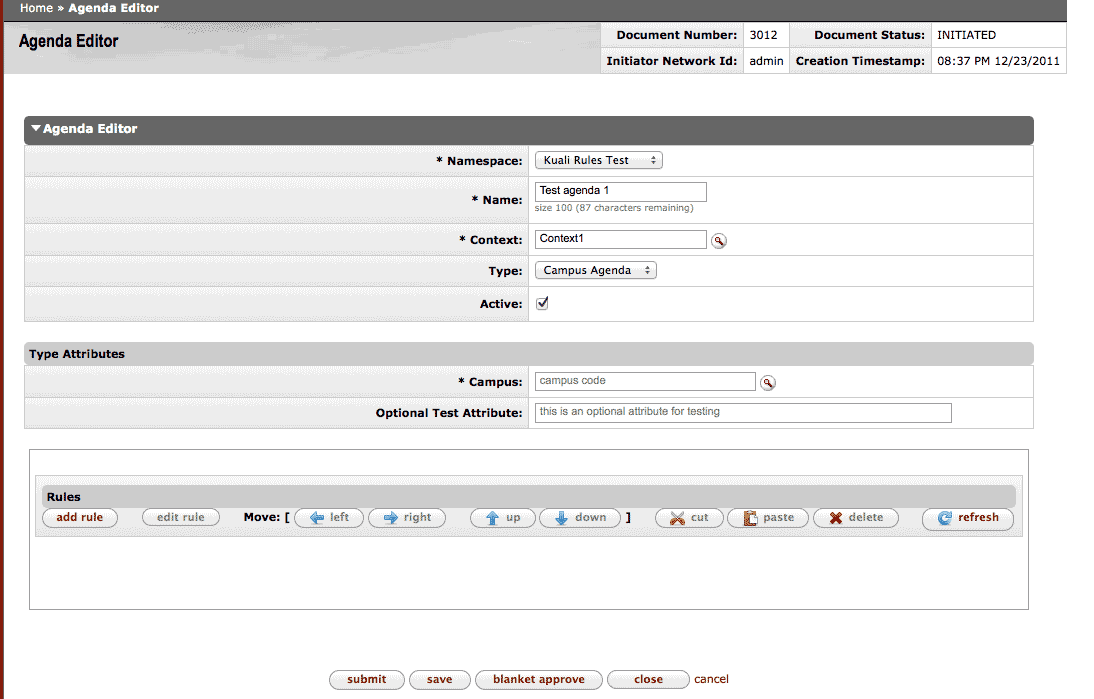 Home » Agenda Editor
Agenda Editor
Document Number: 3012 Document Status: INITIATED
Initiator Network Id: admin Creation Timestamp: 08:37 PM 12/23/2011
Agenda Editor
* Namespace: Kuali Rules Test
* Name: Test agenda 1
size 100 (87 characters remaining)
* Context: Context1
Type: Campus Agenda
Active:
Type Attributes
* Campus: campus code
Optional Test Attribute: this is an optional attribute for testing
Rules
add rule edit rule Move: [ left right up down ] cut paste delete refresh
submit save blanket approve close cancel